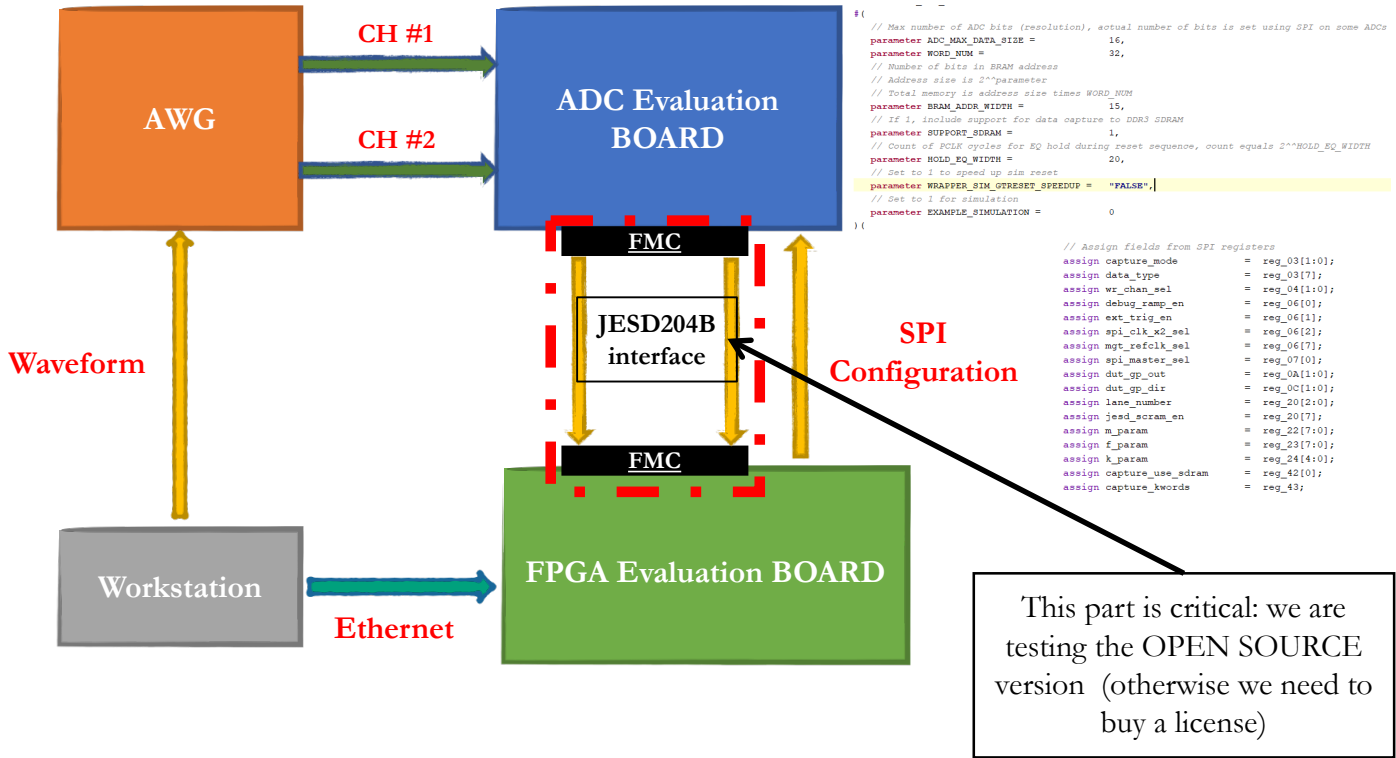 CH #1
AWG
CH #2
ADC Evaluation
BOARD
#(
// Max number of ADC bits (resolution), actual number of bits is set using SPI on some ADCs
parameter ADC_MAX_DATA_SIZE = 16,
parameter WORD_NUM = 32,
// Number of bits in BRAM address
// Address size is 2^^parameter
// Total memory is address size times WORD_NUM
parameter BRAM_ADDR_WIDTH = 15,
// If 1, include support for data capture to DDR3 SDRAM
parameter SUPPORT_SDRAM = 1,
// Count of PCLK cycles for EQ hold during reset sequence, count equals 2^^HOLD_EQ_WIDTH
parameter HOLD_EQ_WIDTH = 20,
// Set to 1 to speed up sim reset
parameter WRAPPER_SIM_GTRESET_SPEEDUP = "FALSE",
// Set to 1 for simulation
parameter EXAMPLE_SIMULATION = 0
)(
// Assign fields from SPI registers
assign capture_mode = reg_03[1:0];
assign data_type = reg_03[7];
assign wr_chan_sel = reg_04[1:0];
assign debug_ramp_en = reg_06[0];
assign ext_trig_en = reg_06[1];
assign spi_clk_x2_sel = reg_06[2];
assign mgt_refclk_sel = reg_06[7];
assign spi_master_sel = reg_07[0];
assign dut_gp_out = reg_0A[1:0];
assign dut_gp_dir = reg_0C[1:0];
assign lane_number = reg_20[2:0];
assign jesd_scram_en = reg_20[7];
assign m_param = reg_22[7:0];
assign f_param = reg_23[7:0];
assign k_param = reg_24[4:0];
assign capture_use_sdram = reg_42[0];
assign capture_kwords = reg_43;
FMC
JESD204B
interface
FMC
SPI
Configuration
Waveform
Workstation
Ethernet
FPGA Evaluation BOARD
This part is critical: we are
testing the OPEN SOURCE
version (otherwise we need to
buy a license)